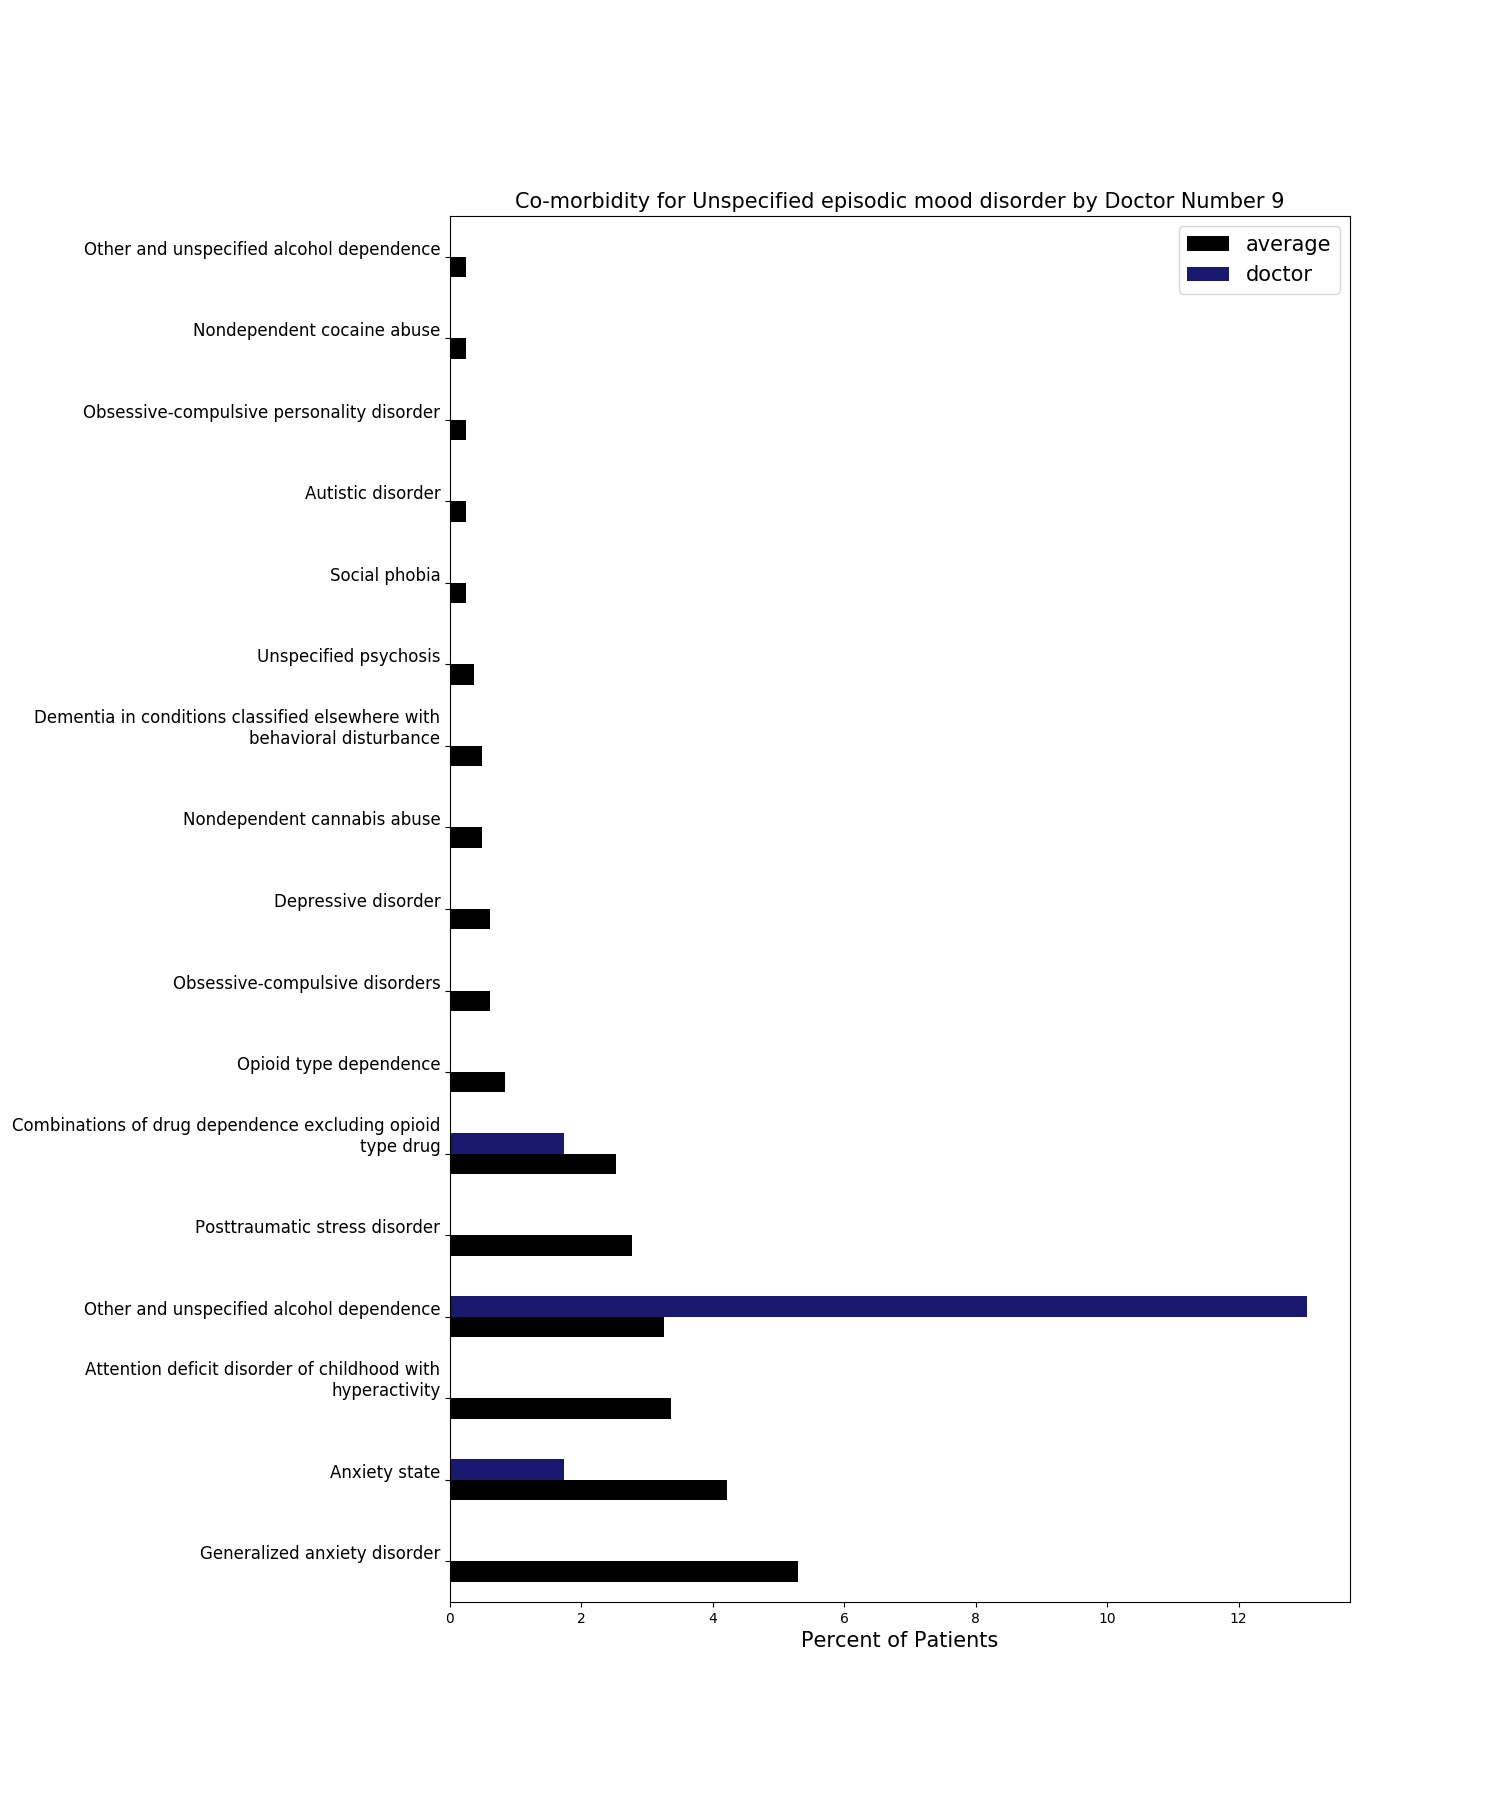 Co-morbidity for Unspecified episodic mood disorder by Doctor Number 9
average
doctor
Other and unspecified alcohol dependence
Nondependent cocaine abuse
Obsessive-compulsive personality disorder
Autistic disorder
Social phobia
Unspecified psychosis
Dementia in conditions classified elsewhere with
behavioral disturbance
Nondependent cannabis abuse
Depressive disorder
Obsessive-compulsive disorders
Opioid type dependence
Combinations of drug dependence excluding opioid
type drug
Posttraumatic stress disorder
Other and unspecified alcohol dependence
Attention deficit disorder of childhood with
hyperactivity
Anxiety state
Generalized anxiety disorder
0 2 4 6 8 10 12
Percent of Patients